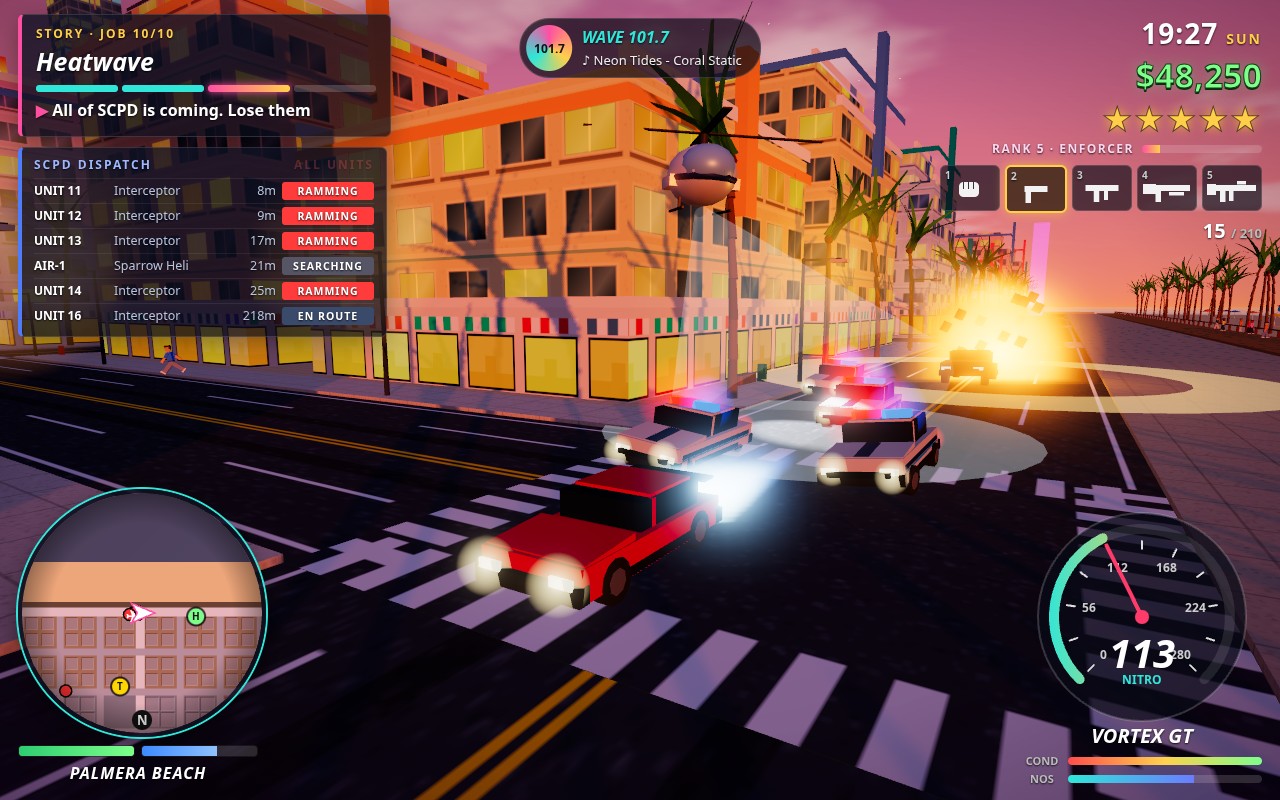 STORY · JOB 10/10
Heatwave
▶ All of SCPD is coming. Lose them
SCPD DISPATCH ALL UNITS
UNIT 11 Interceptor 8m RAMMING
UNIT 12 Interceptor 9m RAMMING
UNIT 13 Interceptor 17m RAMMING
AIR-1 Sparrow Heli 21m SEARCHING
UNIT 14 Interceptor 25m RAMMING
UNIT 16 Interceptor 218m EN ROUTE
101.7
WAVE 101.7
♪ Neon Tides - Coral Static
19:27 SUN
$48,250
RANK 5 · ENFORCER
1 2 3 4 5
15 / 210
H
T
N
PALMERA BEACH
112 168
56 224
0 113 280
NITRO
VORTEX GT
COND
NOS